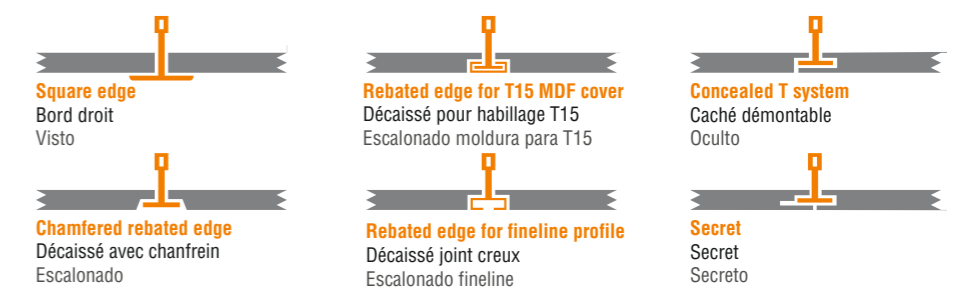 Square edge
Bord droit
Visto
Rebated edge for T15 MDF cover
Décaissé pour habillage T15
Escalonado moldura para T15
Concealed T system
Caché démontable
Oculto
Chamfered rebated edge
Décaissé avec chanfrein
Escalonado
Rebated edge for fineline profile
Décaissé joint creux
Escalonado fineline
Secret
Secret
Secreto